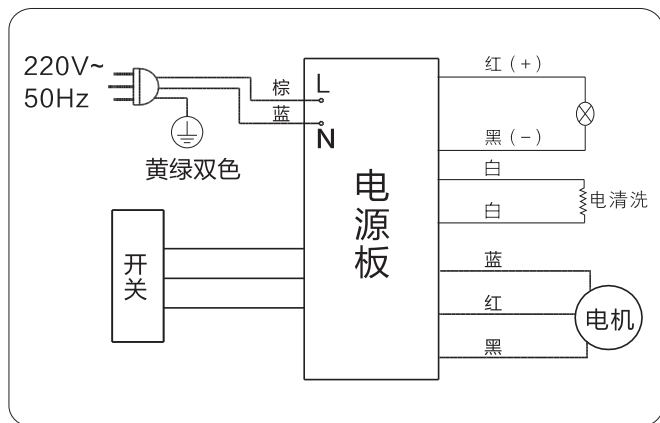 220V~
50Hz
棕
L
蓝
N
黄绿双色
开关
电源板
红(+)
黑(-)
白
电清洗
白
蓝
红
电机
黑